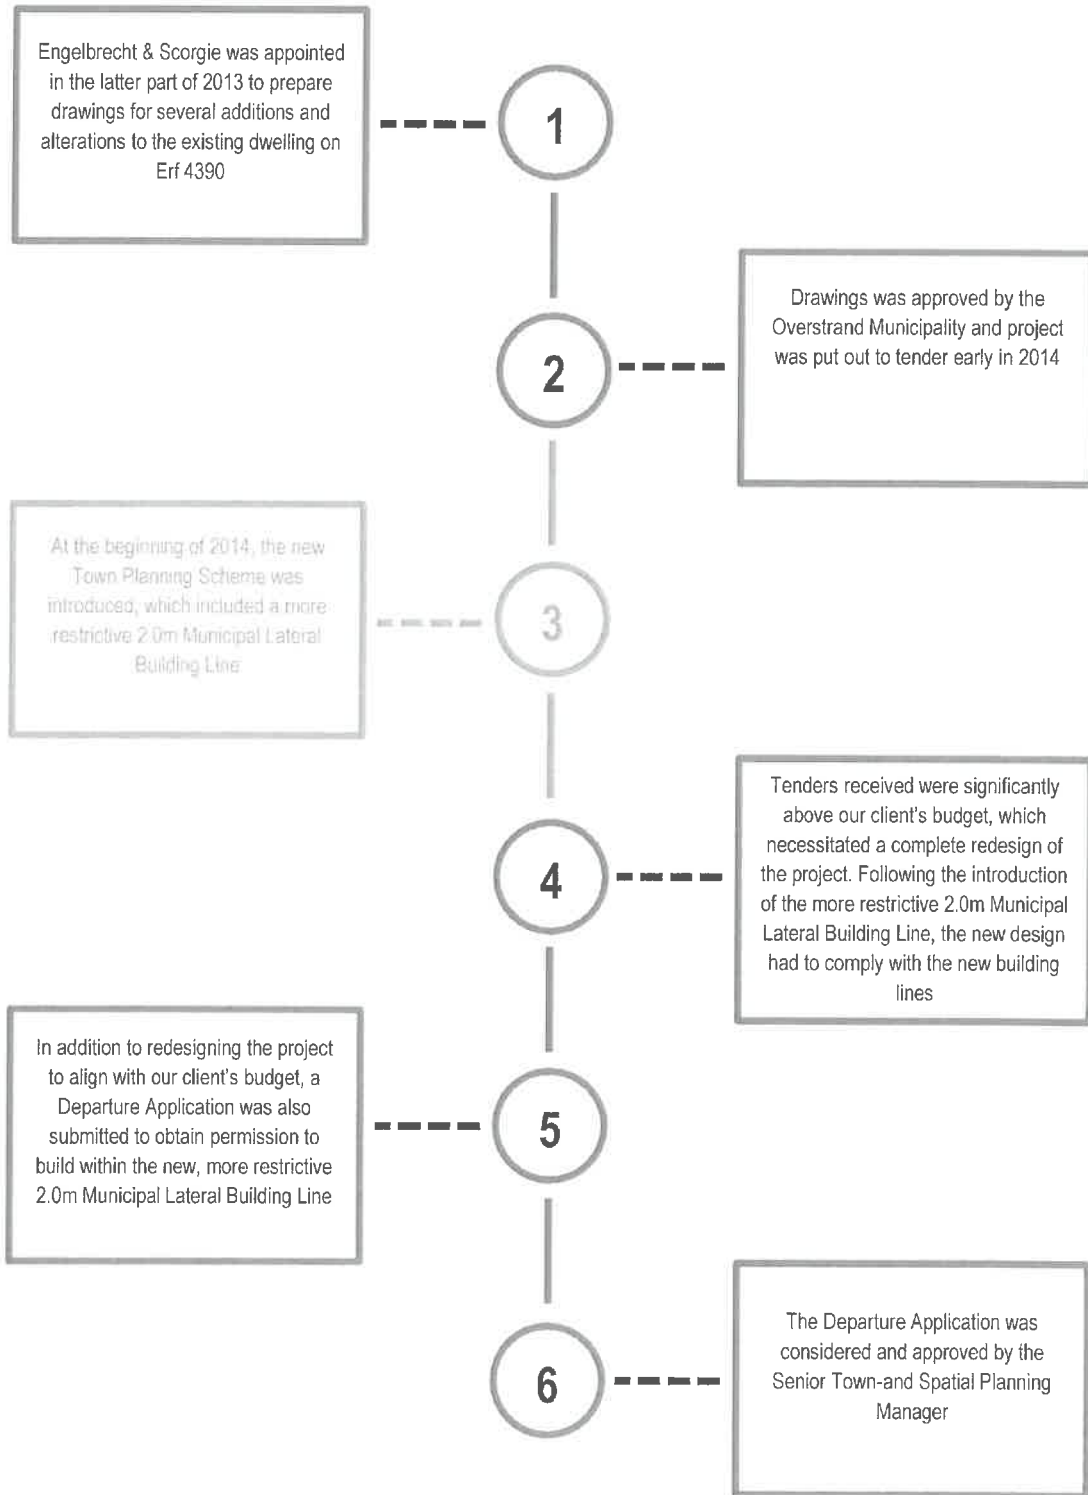 Engelbrecht & Scorgie was appointed
in the latter part of 2013 to prepare
drawings for several additions and
alterations to the existing dwelling on
Erf 4390
1
2
Drawings was approved by the
Overstrand Municipality and project
was put out to tender early in 2014
At the beginning of 2014, the new
Town Planning Scheme was
introduced, which included a more
restrictive 2.0m Municipal Lateral
Building Line
3
4
Tenders received were significantly
above our client's budget, which
necessitated a complete redesign of
the project. Following the introduction
of the more restrictive 2.0m Municipal
Lateral Building Line, the new design
had to comply with the new building
lines
In addition to redesigning the project
to align with our client's budget, a
Departure Application was also
submitted to obtain permission to
build within the new, more restrictive
2.0m Municipal Lateral Building Line
5
6
The Departure Application was
considered and approved by the
Senior Town-and Spatial Planning
Manager